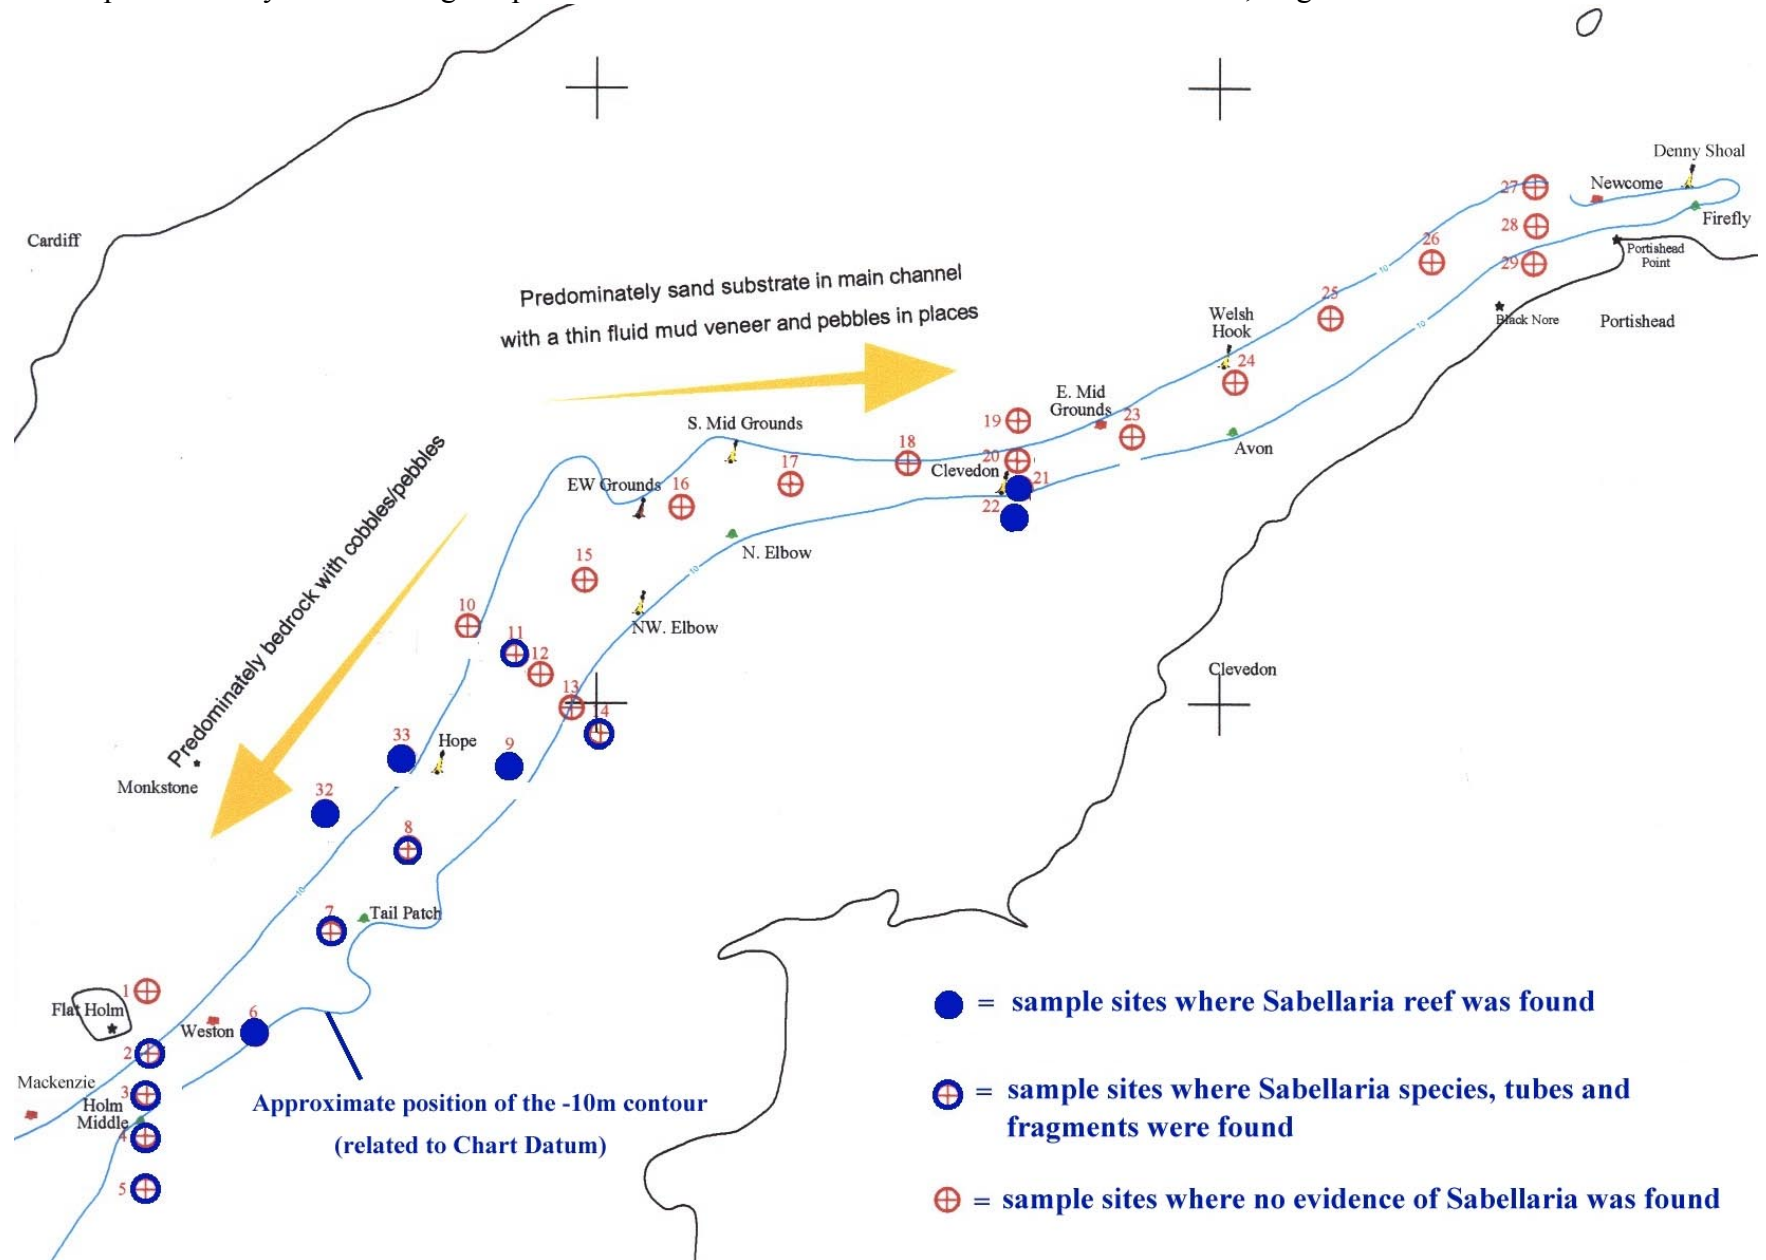 Denny Shoal
Newcome
27
Firefly
28
Cardiff
26
Portishead
Point
29
Predominately sand substrate in main channel
with a thin fluid mud veneer and pebbles in places
10
25
Welsh
Hook
Black Nore
Portishead
10
24
E. Mid
Grounds
23
19
S. Mid Grounds
18
Avon
20
Clevedon
17
21
EW Grounds
16
22
Predominately bedrock with cobbles/pebbles
N. Elbow
15
10
10
NW. Elbow
11
12
Clevedon
13
4
33
Hope
9
Monkstone
32
8
10
7
Tail Patch
1
Flat Holm
6
Weston
2
Mackenzie
3
Holm
Middle
4
5
Approximate position of the -10m contour
(related to Chart Datum)
= sample sites where Sabellaria reef was found
= sample sites where Sabellaria species, tubes and
fragments were found
= sample sites where no evidence of Sabellaria was found